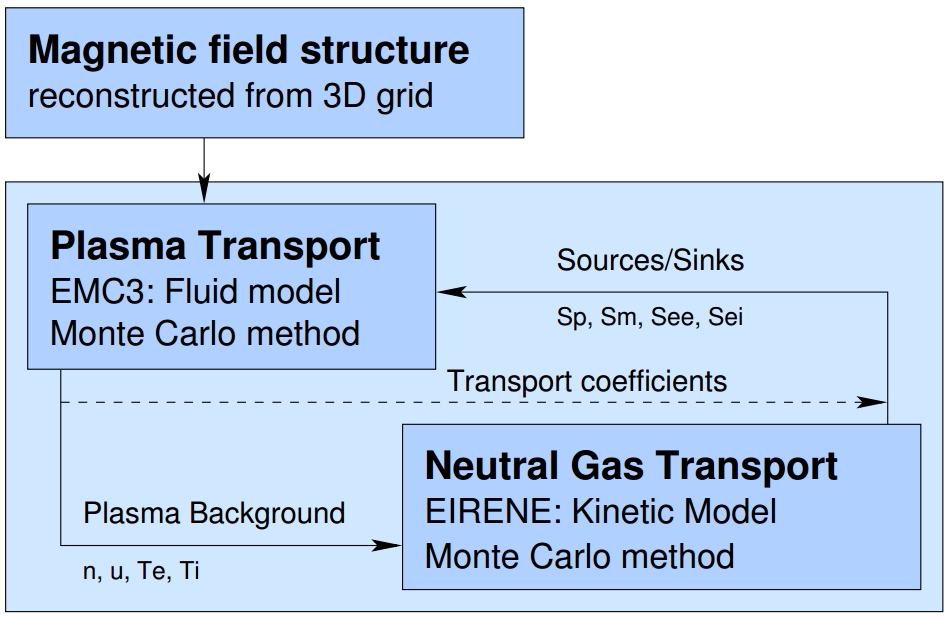 Magnetic field structure
reconstructed from 3D grid
Plasma Transport
EMC3: Fluid model
Monte Carlo method
Sources/Sinks
Sp, Sm, See, Sei
Transport coefficients
Neutral Gas Transport
EIRENE: Kinetic Model
Monte Carlo method
Plasma Background
n, u, Te, Ti